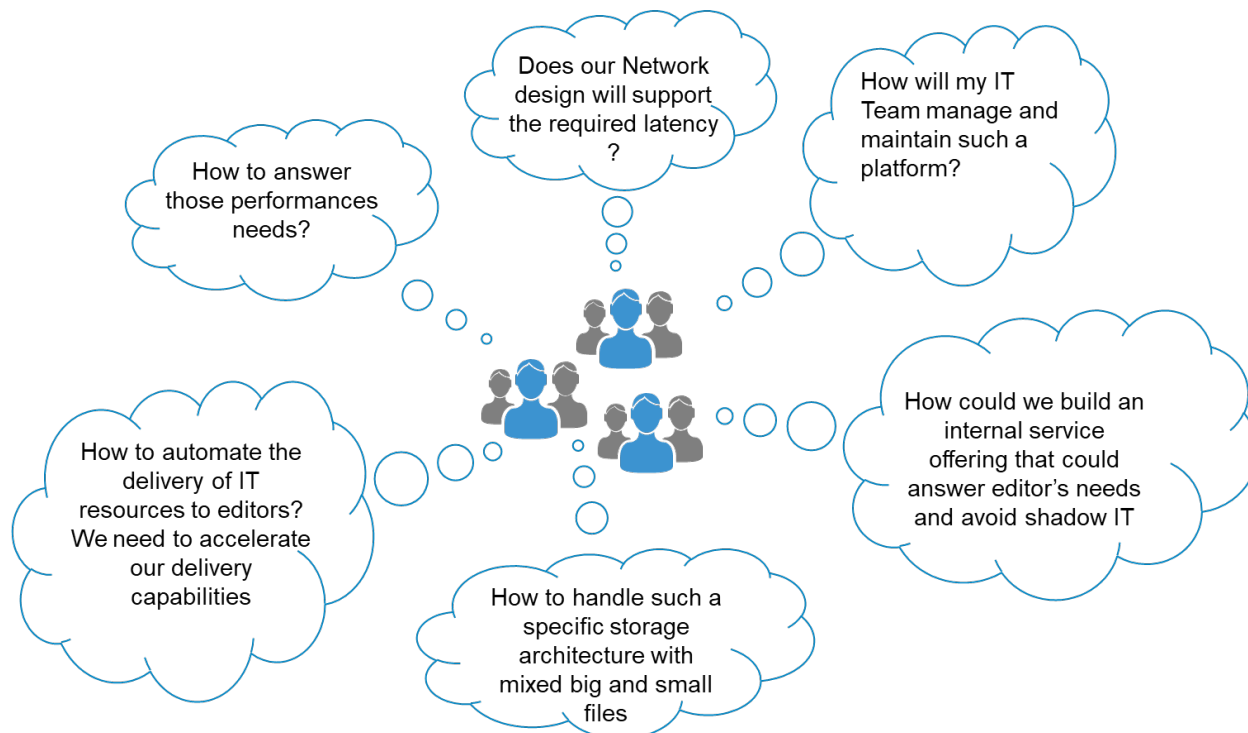 Does our Network
design will support
the required latency
?
How will my IT
Team manage and
maintain such a
platform?
How to answer
those performances
needs?
How could we build an
internal service
offering that could
answer editor’s needs
and avoid shadow IT
How to automate the
delivery of IT
resources to editors?
We need to accelerate
our delivery
capabilities
How to handle such a
specific storage
architecture with
mixed big and small
files